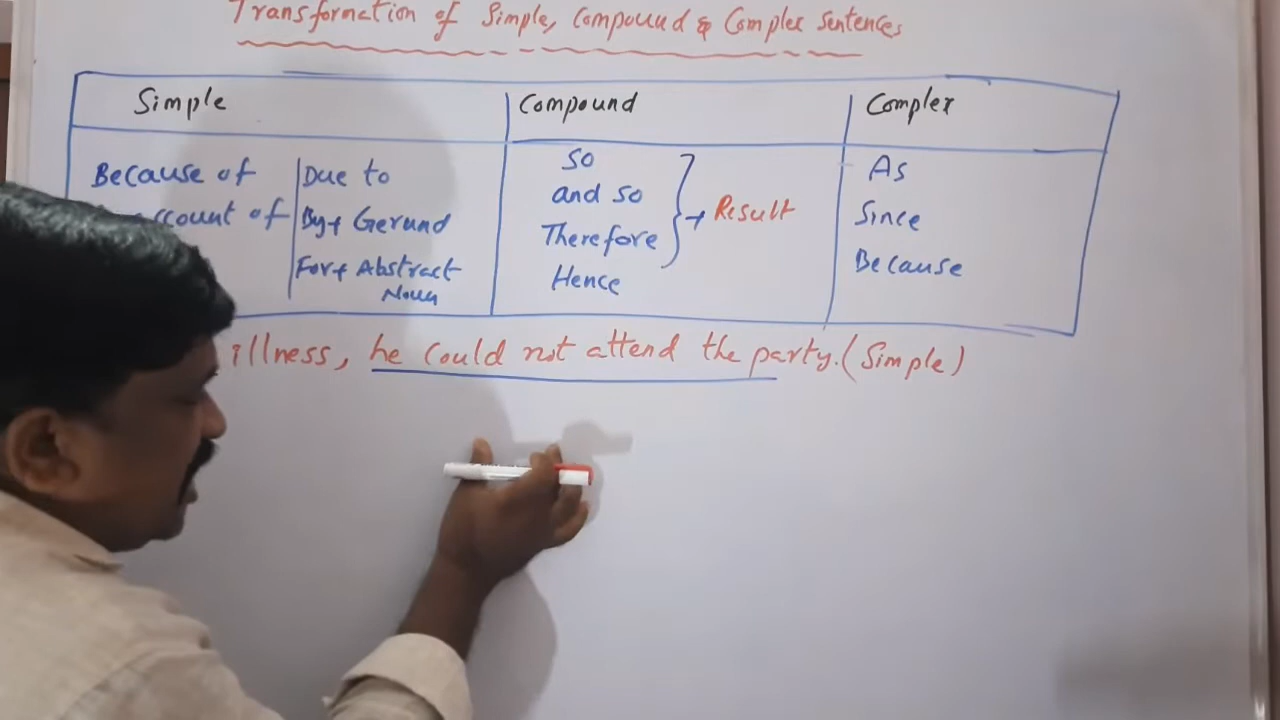 Transformation of Simple, Compound & Complex Sentences
Simple
Compound
Complex
Because of
account of
Due to
By+ Gerund
For+ Abstract
Noun
So
and so
Therefore
Hence
→ Result
As
Since
Because
illness, he could not attend the party. (Simple)